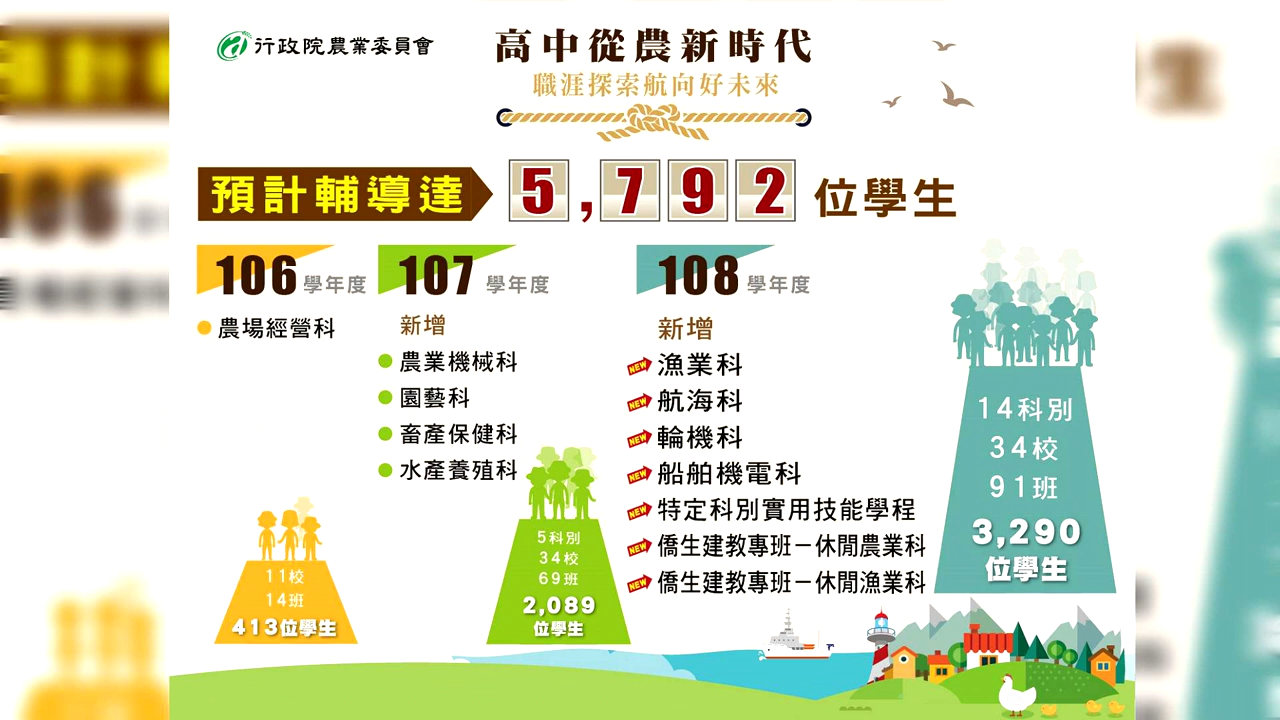 行政院農業委員會
高中從農新時代
職涯探索航向好未來
預計輔導達 5,792 位學生
106 學年度
農場經營科
11校
14班
413位學生
107 學年度
新增
農業機械科
園藝科
畜產保健科
水產養殖科
5科別
34校
69班
2,089
位學生
108 學年度
新增
NEW 漁業科
NEW 航海科
NEW 輪機科
NEW 船舶機電科
NEW 特定科別實用技能學程
NEW 僑生建教專班－休閒農業科
NEW 僑生建教專班－休閒漁業科
14科別
34校
91班
3,290
位學生